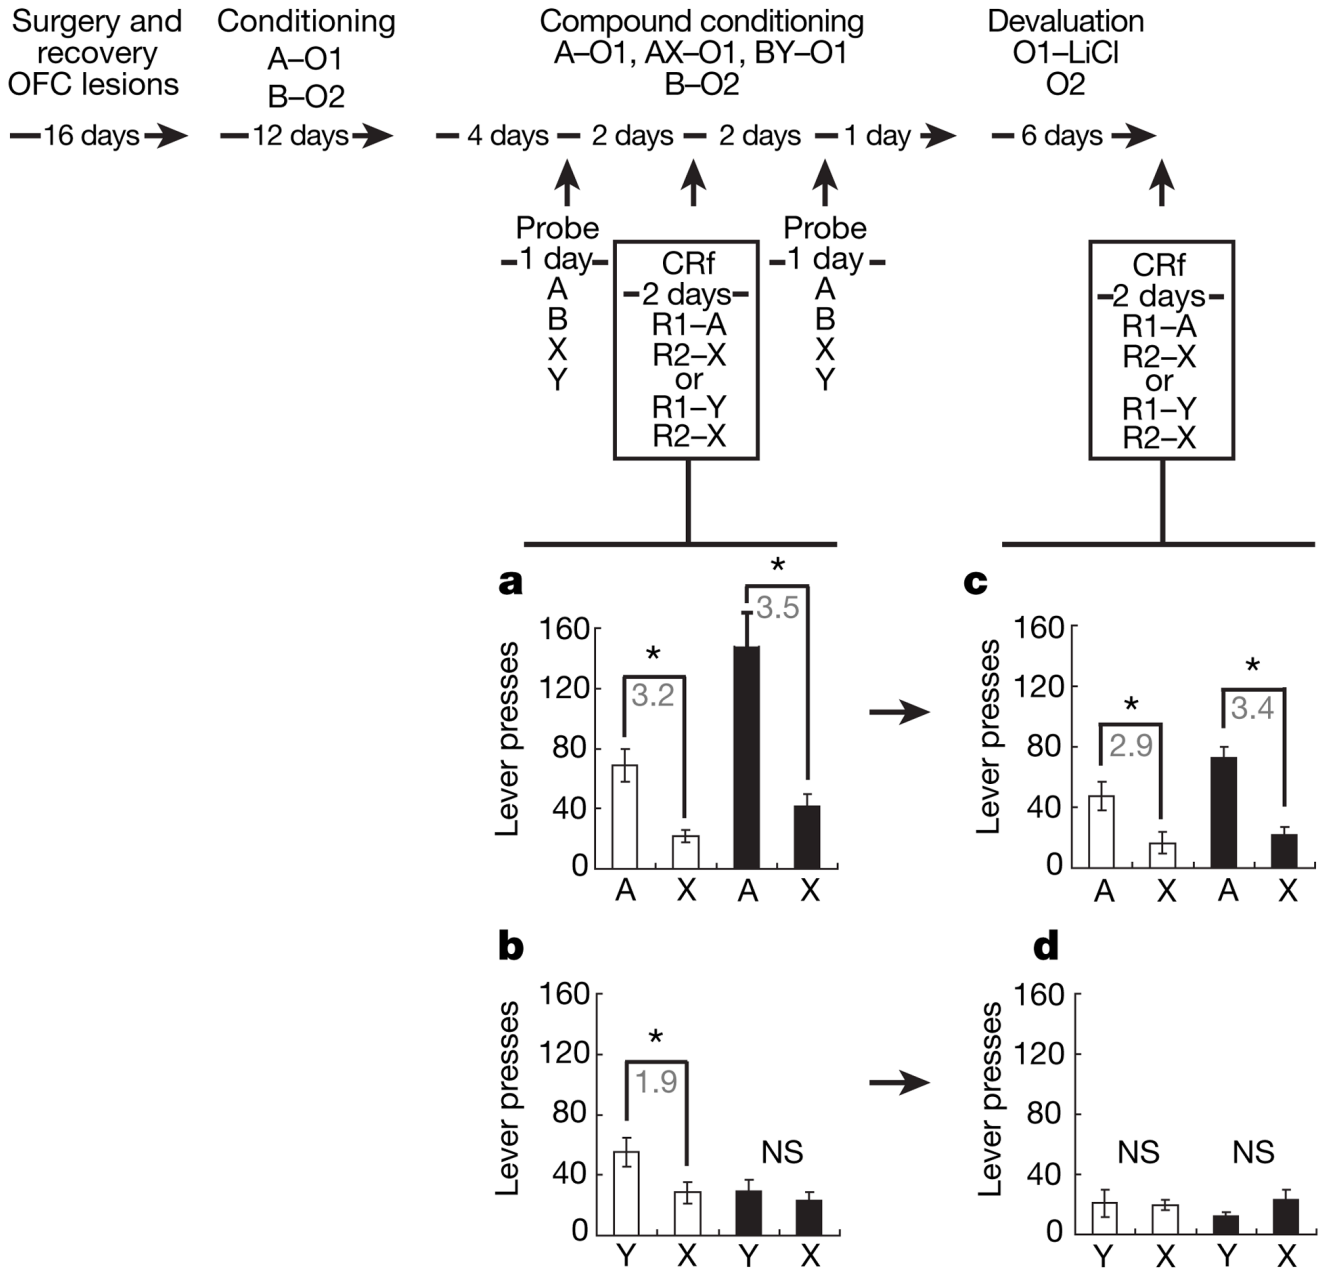 Surgery and
recovery
OFC lesions
16 days
Conditioning
A–O1
B–O2
12 days
Compound conditioning
A–O1, AX–O1, BY–O1
B–O2
4 days
2 days
2 days
1 day
Devaluation
O1–LiCl
O2
6 days
Probe
1 day
A
B
X
Y
CRf
2 days
R1–A
R2–X
or
R1–Y
R2–X
Probe
1 day
A
B
X
Y
CRf
2 days
R1–A
R2–X
or
R1–Y
R2–X
a
Lever presses
160
120
80
40
0
*
3.2
*
3.5
A X A X
c
Lever presses
160
120
80
40
0
*
2.9
*
3.4
A X A X
b
Lever presses
160
120
80
40
0
*
1.9
NS
Y X Y X
d
Lever presses
160
120
80
40
0
NS NS
Y X Y X